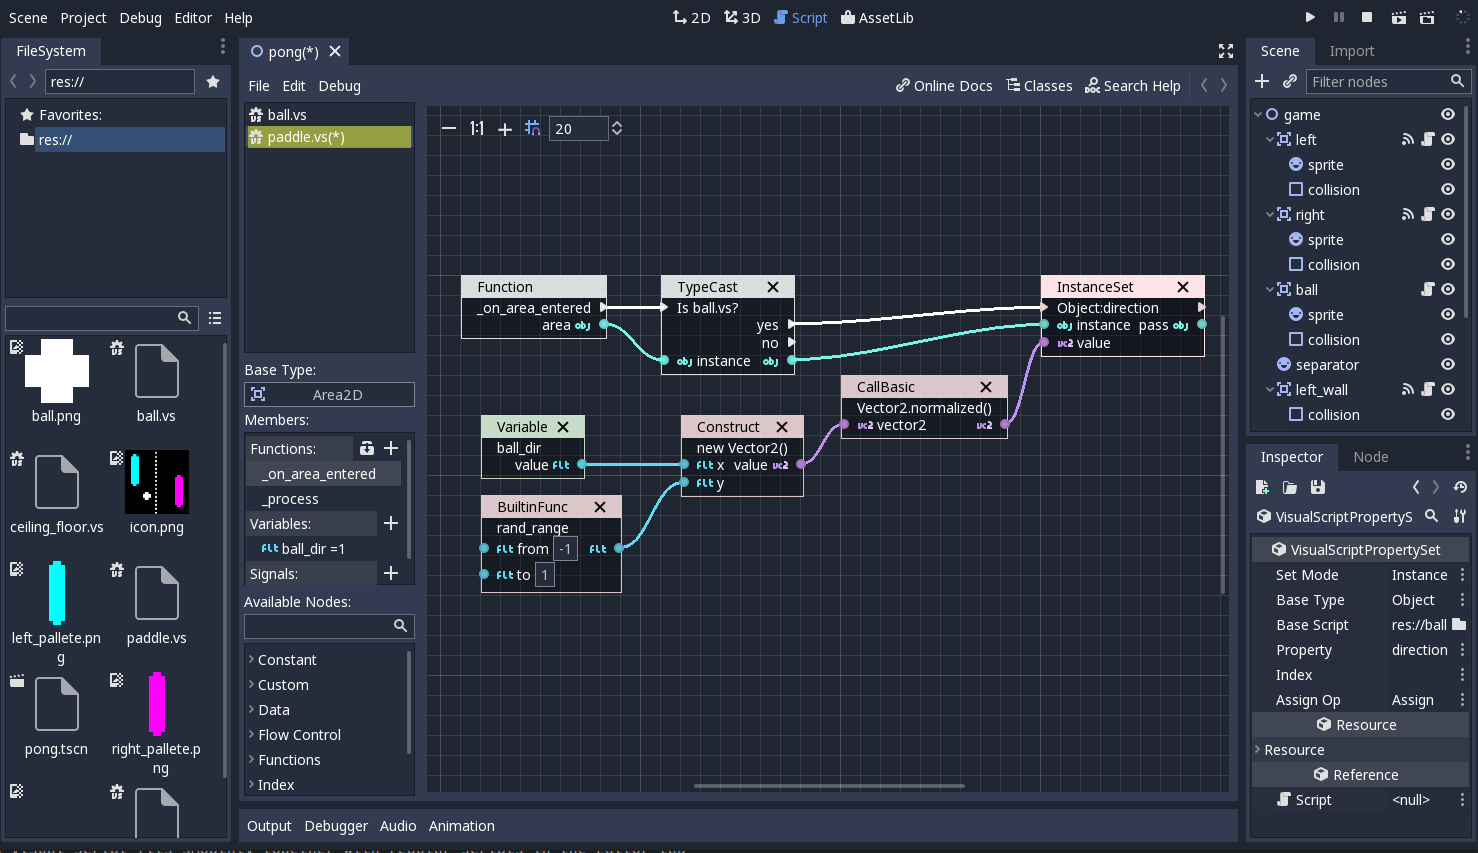 Scene Project Debug Editor Help
2D 3D Script AssetLib
FileSystem
res://
Favorites:
res://
ball.png
ball.vs
ceiling_floor.vs
icon.png
left_pallete.pn
g
paddle.vs
pong.tscn
right_pallete.p
ng
pong(*)
File Edit Debug
Online Docs Classes Search Help
ball.vs
paddle.vs(*)
Base Type:
Area2D
Members:
Functions:
_on_area_entered
_process
Variables:
Flt ball_dir =1
Signals:
Available Nodes:
Constant
Custom
Data
Flow Control
Functions
Index
1:1
20
Function
_on_area_entered
area obj
TypeCast
Is ball.vs?
yes
no
obj instance obj
InstanceSet
Object:direction
obj instance pass obj
vc2 value
CallBasic
Vector2.normalized()
vc2 vector2 vc2
Variable
ball_dir
value Flt
Construct
new Vector2()
Flt x value vc2
Flt y
BuiltinFunc
rand_range
Flt from -1 Flt
Flt to 1
Output Debugger Audio Animation
Scene Import
Filter nodes
game
left
sprite
collision
right
sprite
collision
ball
sprite
collision
separator
left_wall
collision
Inspector Node
VisualScriptPropertyS
VisualScriptPropertySet
Set Mode Instance
Base Type Object
Base Script res://ball
Property direction
Index
Assign Op Assign
Resource
Resource
Reference
Script <null>